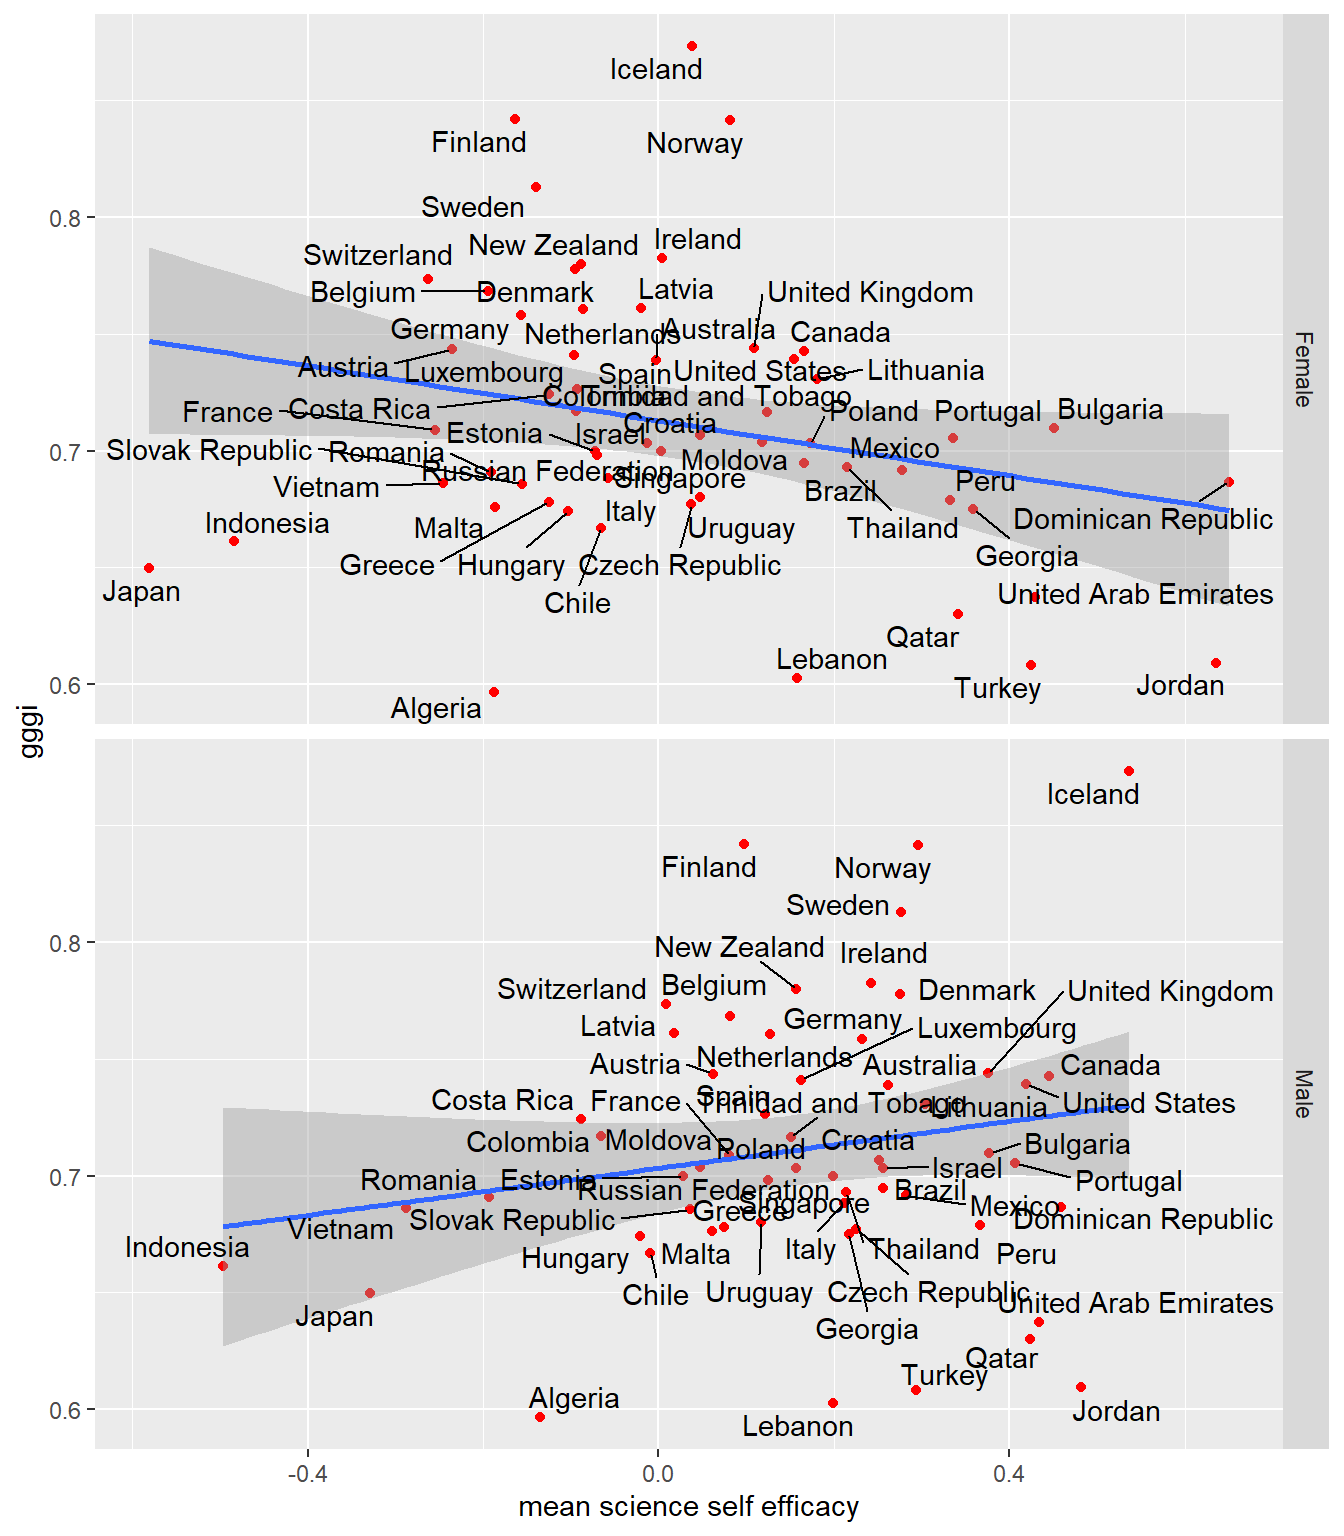 Iceland
Finland
Norway
Sweden
0.8
New Zealand
Ireland
Switzerland
Belgium
Denmark
Latvia
United Kingdom
Germany
Netherlands
Australia
Canada
Austria
Luxembourg
Spain
United States
Lithuania
Female
France
Costa Rica
Colombia
Trinidad and Tobago
Poland
Portugal
Bulgaria
Slovak Republic
Romania
Estonia
Israel
Croatia
0.7
Mexico
Vietnam
Russian Federation
Singapore
Moldova
Brazil
Peru
Indonesia
Malta
Italy
Uruguay
Thailand
Dominican Republic
Japan
Greece
Hungary
Czech Republic
Georgia
Chile
United Arab Emirates
Qatar
Lebanon
0.6
Algeria
Turkey
Jordan
gggi
Iceland
Finland
Norway
Sweden
0.8
New Zealand
Ireland
Switzerland
Belgium
Denmark
United Kingdom
Latvia
Germany
Luxembourg
Austria
Netherlands
Australia
Canada
Costa Rica
France
Spain
Trinidad and Tobago
Lithuania
United States
Male
Colombia
Moldova
Poland
Croatia
Bulgaria
0.7
Romania
Estonia
Russian Federation
Israel
Portugal
Vietnam
Slovak Republic
Greece
Singapore
Brazil
Mexico
Dominican Republic
Indonesia
Hungary
Malta
Italy
Thailand
Peru
Japan
Chile
Uruguay
Czech Republic
United Arab Emirates
Georgia
Qatar
Turkey
0.6
Algeria
Lebanon
Jordan
-0.4
0.0
0.4
mean science self efficacy